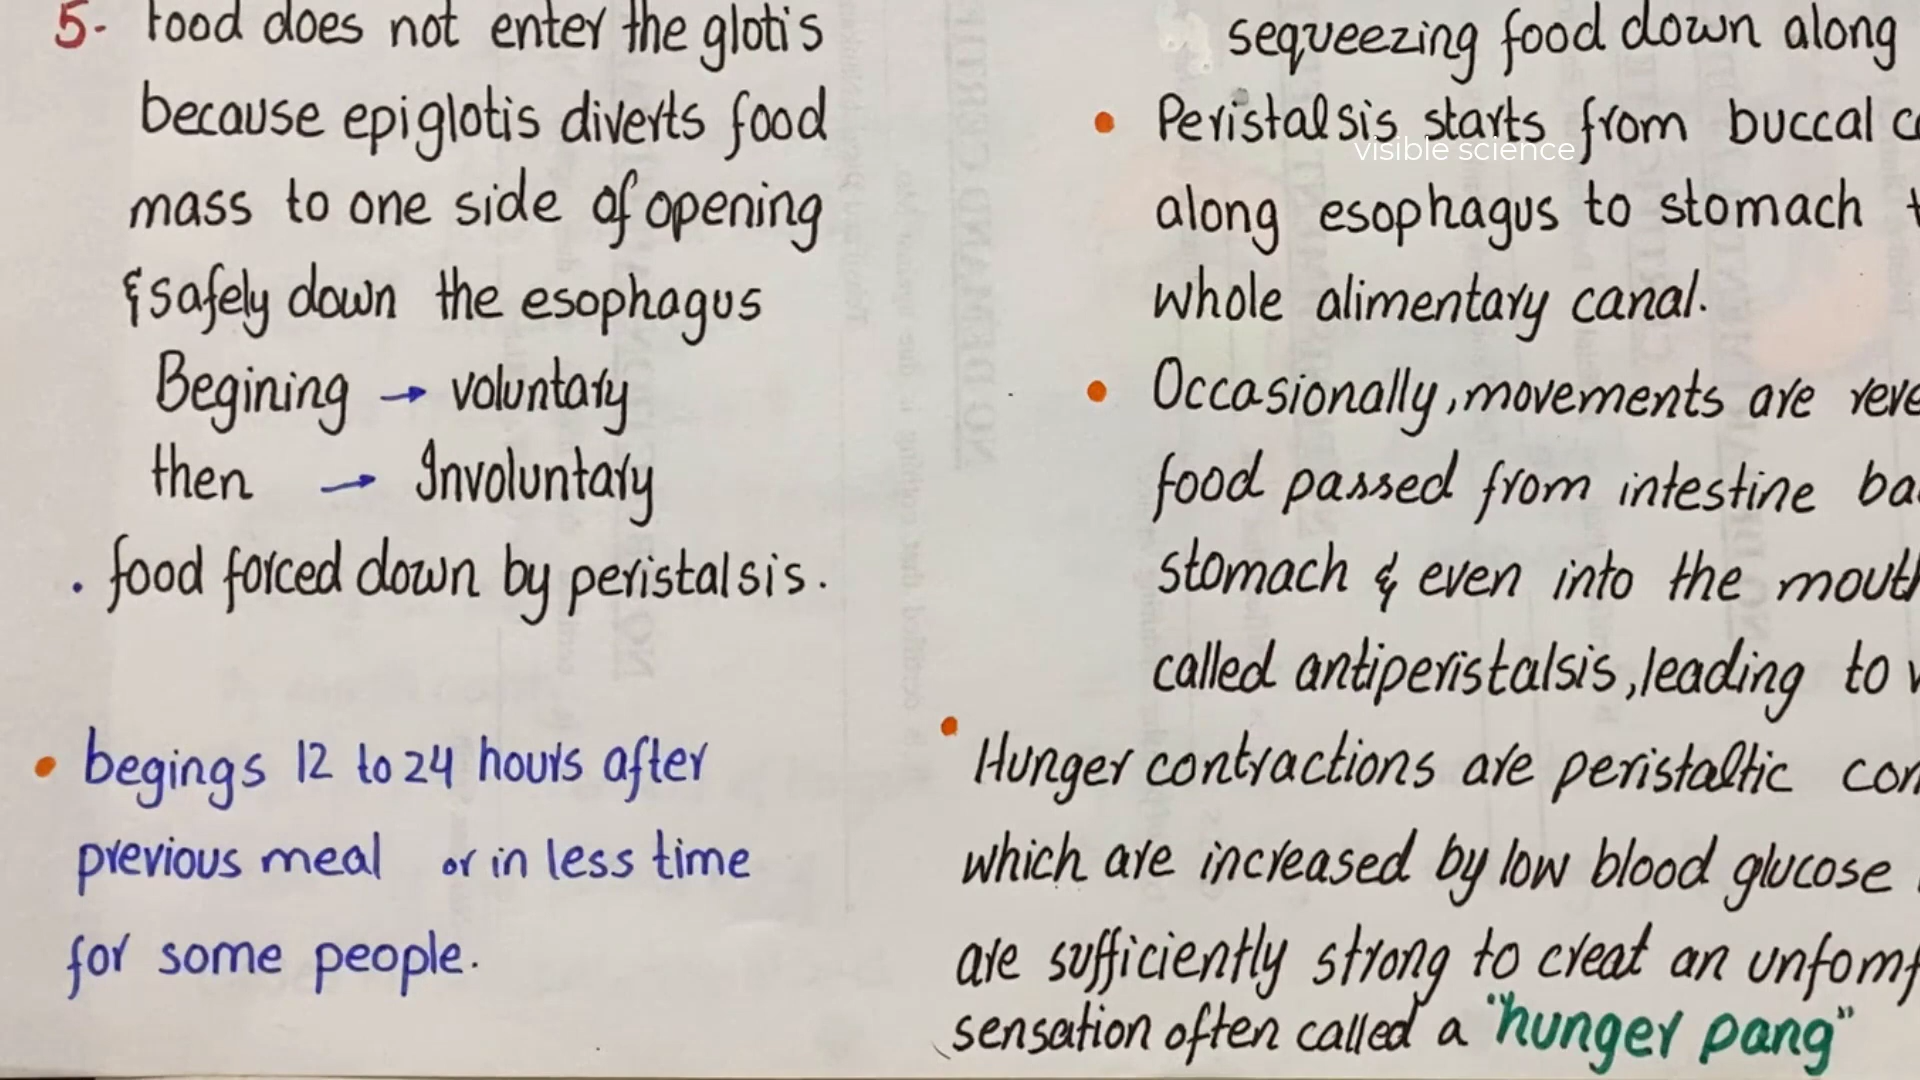 5- food does not enter the glotis
because epiglotis diverts food
mass to one side of opening
& safely down the esophagus
Begining → voluntary
then → Involuntary
. food forced down by peristalsis.
• begings 12 to 24 hours after
previous meal or in less time
for some people.
sequeezing food down along
• Peristalsis starts from buccal
visible science
along esophagus to stomach
whole alimentary canal.
• Occasionally, movements are
food passed from intestine
stomach & even into the mouth
called antiperistalsis, leading to
• Hunger contractions are peristaltic
which are increased by low blood glucose
are sufficiently strong to creat an
sensation often called a "hunger pang"